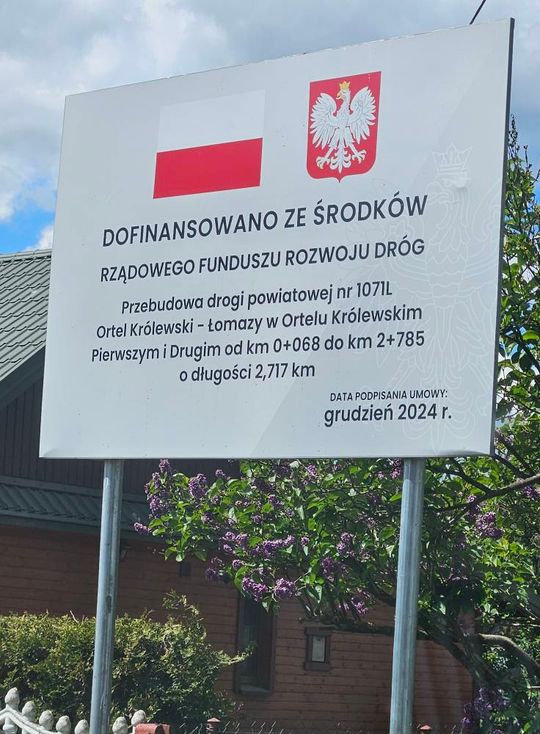 DOFINANSOWANO ZE ŚRODKÓW
RZĄDOWEGO FUNDUSZU ROZWOJU DRÓG
Przebudowa drogi powiatowej nr 1071L
Ortel Królewski - Łomazy w Ortelu Królewskim
Pierwszym i Drugim od km 0+068 do km 2+785
o długości 2,717 km
DATA PODPISANIA UMOWY:
grudzień 2024 r.